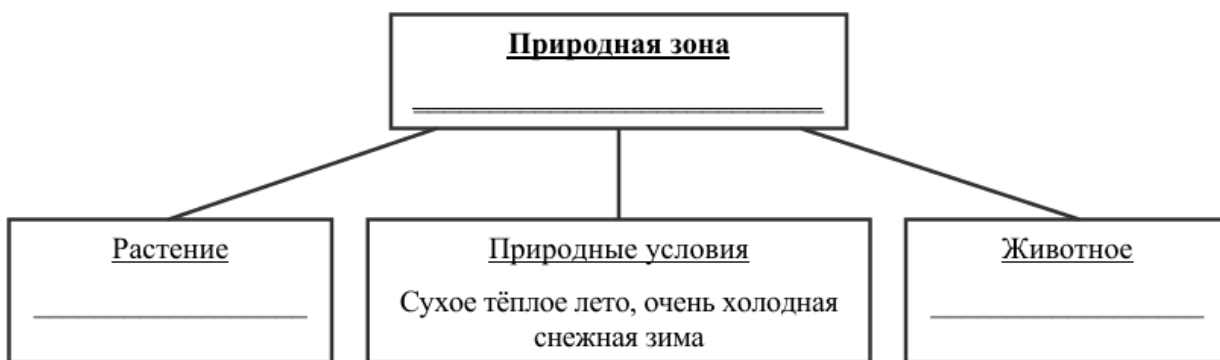 Природная зона
Растение
Природные условия
Сухое тёплое лето, очень холодная
снежная зима
Животное